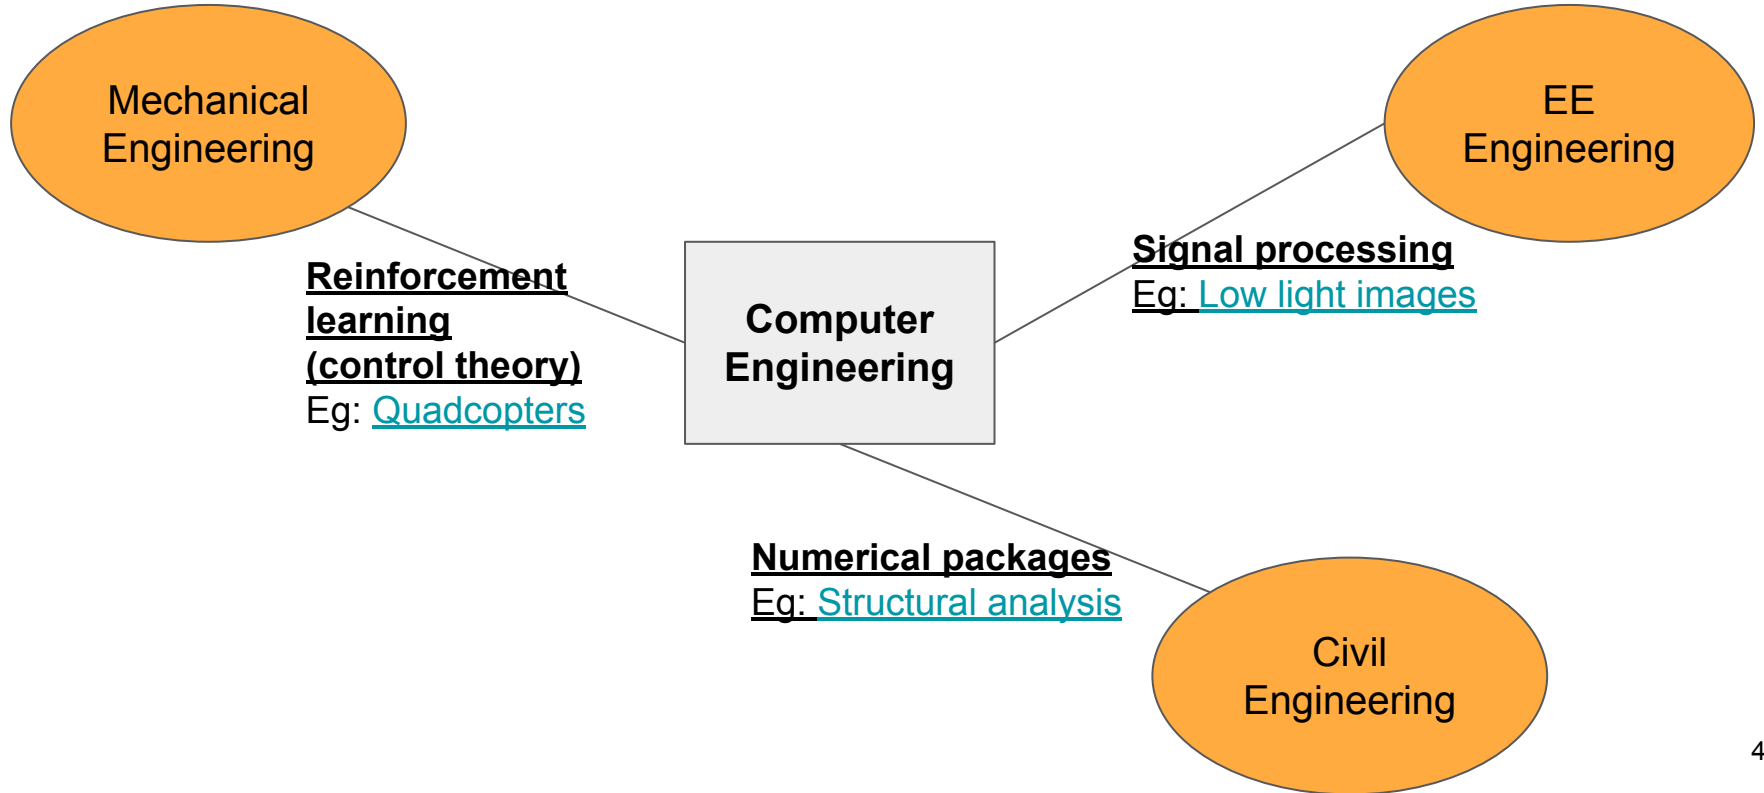 Mechanical
Engineering
EE
Engineering
Reinforcement
learning
(control theory)
Eg: Quadcopters
Computer
Engineering
Signal processing
Eg: Low light images
Numerical packages
Eg: Structural analysis
Civil
Engineering
4